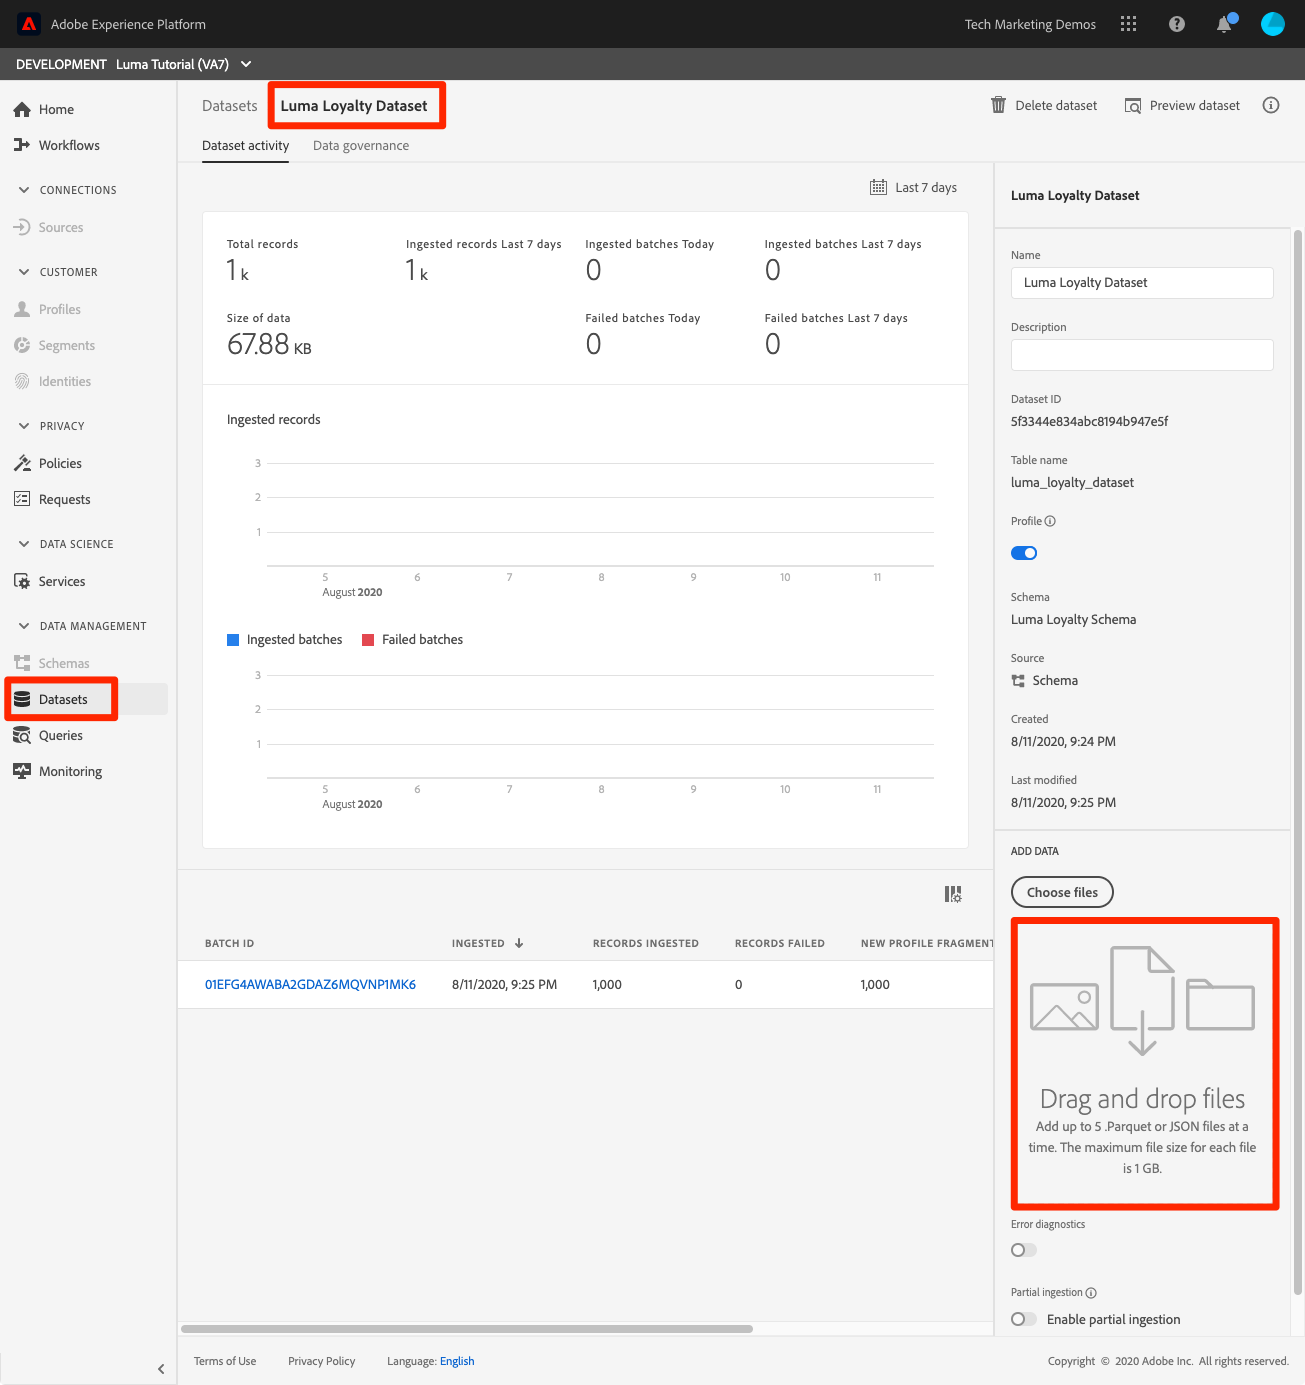 Adobe Experience Platform
Tech Marketing Demos
DEVELOPMENT Luma Tutorial (VA7)
Home
Workflows
CONNECTIONS
Sources
CUSTOMER
Profiles
Segments
Identities
PRIVACY
Policies
Requests
DATA SCIENCE
Services
DATA MANAGEMENT
Schemas
Datasets
Queries
Monitoring
Datasets Luma Loyalty Dataset
Delete dataset Preview dataset
Dataset activity Data governance
Last 7 days
Total records Ingested records Last 7 days Ingested batches Today Ingested batches Last 7 days
1 k 1 k 0 0
Size of data Failed batches Today Failed batches Last 7 days
67.88 KB 0 0
Ingested records
3
2
1
5 6 7 8 9 10 11
August 2020
Ingested batches Failed batches
3
2
1
5 6 7 8 9 10 11
August 2020
BATCH ID INGESTED RECORDS INGESTED RECORDS FAILED NEW PROFILE FRAGMENT
01EFG4AWABA2GDAZ6MQVNP1MK6 8/11/2020, 9:25 PM 1,000 0 1,000
Luma Loyalty Dataset
Name
Luma Loyalty Dataset
Description
Dataset ID
5f3344e834abc8194b947e5f
Table name
luma_loyalty_dataset
Profile
Schema
Luma Loyalty Schema
Source
Schema
Created
8/11/2020, 9:24 PM
Last modified
8/11/2020, 9:25 PM
ADD DATA
Choose files
Drag and drop files
Add up to 5 .Parquet or JSON files at a
time. The maximum file size for each file
is 1 GB.
Error diagnostics
Partial ingestion
Enable partial ingestion
Terms of Use Privacy Policy Language: English
Copyright © 2020 Adobe Inc. All rights reserved.